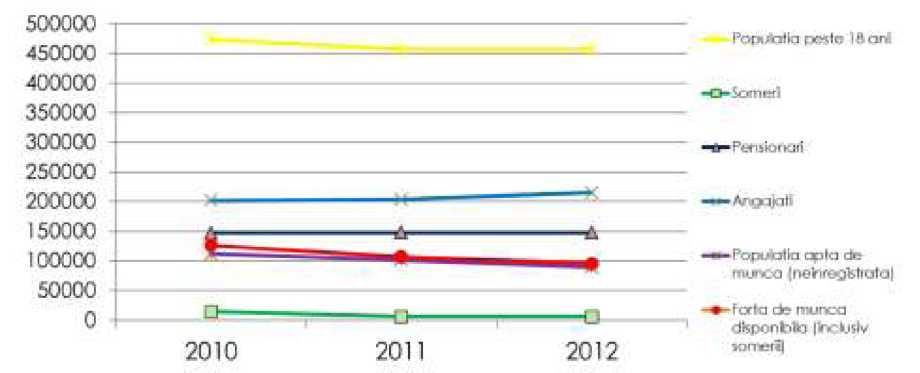 500000
450000
400000
350000
300000
250000
200000
150000
100000
50000
0
2010
2011
2012
Populatia peste 18 ani
Someri
Pensionari
Angajati
Populatia apta de
munca (neinregistrata)
Forta de munca
disponibila (inclusiv
someri)